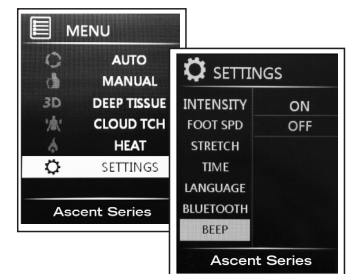 MENU
AUTO
MANUAL
3D DEEP TISSUE
CLOUD TCH
HEAT
SETTINGS
Ascent Series
SETTINGS
INTENSITY ON
FOOT SPD OFF
STRETCH
TIME
LANGUAGE
BLUETOOTH
BEEP
Ascent Series